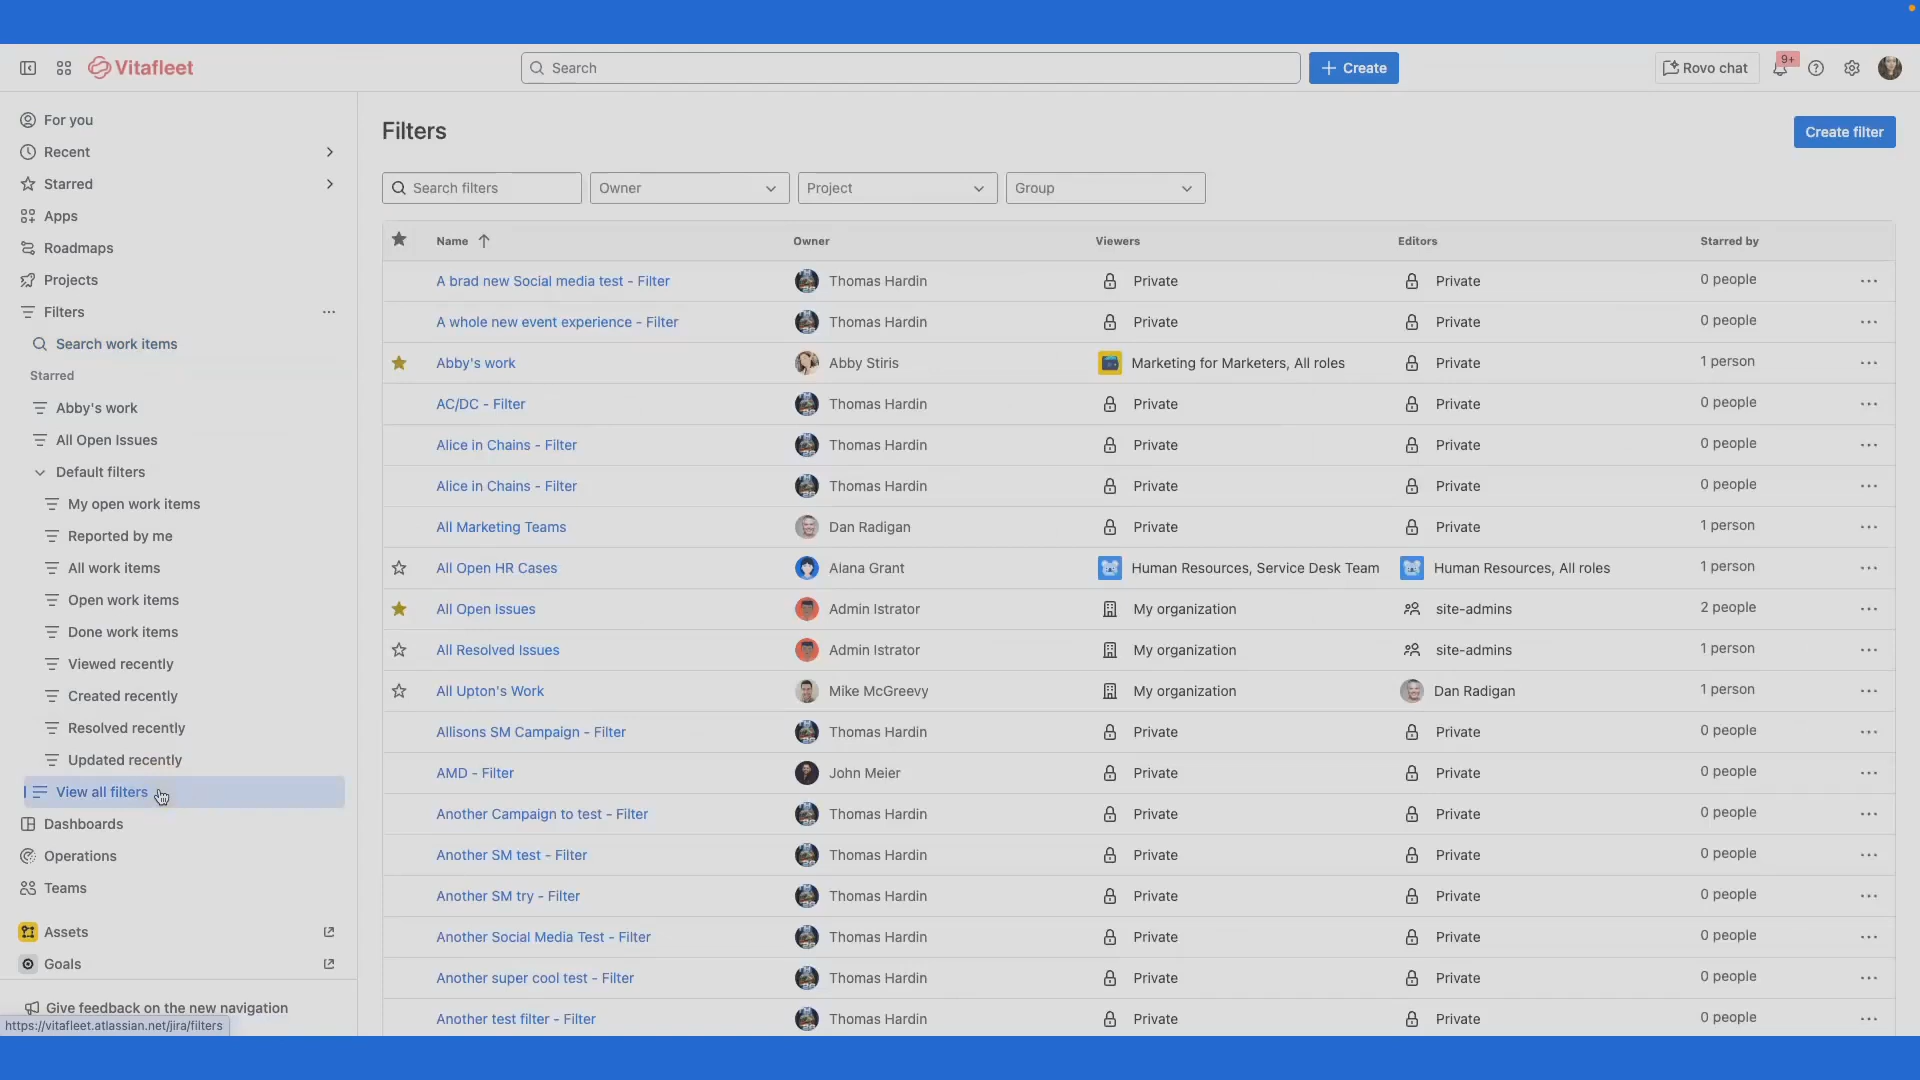 Vitafleet
Search
Create
Rovo chat
9+
For you
Recent
Starred
Apps
Roadmaps
Projects
Filters
Search work items
Starred
Abby's work
All Open Issues
Default filters
My open work items
Reported by me
All work items
Open work items
Done work items
Viewed recently
Created recently
Resolved recently
Updated recently
View all filters
Dashboards
Operations
Teams
Assets
Goals
Give feedback on the new navigation
https://vitafleet.atlassian.net/jira/filters
Filters
Create filter
Search filters Owner Project Group
Name Owner Viewers Editors Starred by
A brand new Social media test - Filter Thomas Hardin Private Private 0 people
A whole new event experience - Filter Thomas Hardin Private Private 0 people
Abby's work Abby Stiris Marketing for Marketers, All roles Private 1 person
AC/DC - Filter Thomas Hardin Private Private 0 people
Alice in Chains - Filter Thomas Hardin Private Private 0 people
Alice in Chains - Filter Thomas Hardin Private Private 0 people
All Marketing Teams Dan Radigan Private Private 1 person
All Open HR Cases Alana Grant Human Resources, Service Desk Team Human Resources, All roles 1 person
All Open Issues Admin Istrator My organization site-admins 2 people
All Resolved Issues Admin Istrator My organization site-admins 1 person
All Upton's Work Mike McGreevy My organization Dan Radigan 1 person
Allisons SM Campaign - Filter Thomas Hardin Private Private 0 people
AMD - Filter John Meier Private Private 0 people
Another Campaign to test - Filter Thomas Hardin Private Private 0 people
Another SM test - Filter Thomas Hardin Private Private 0 people
Another SM try - Filter Thomas Hardin Private Private 0 people
Another Social Media Test - Filter Thomas Hardin Private Private 0 people
Another super cool test - Filter Thomas Hardin Private Private 0 people
Another test filter - Filter Thomas Hardin Private Private 0 people